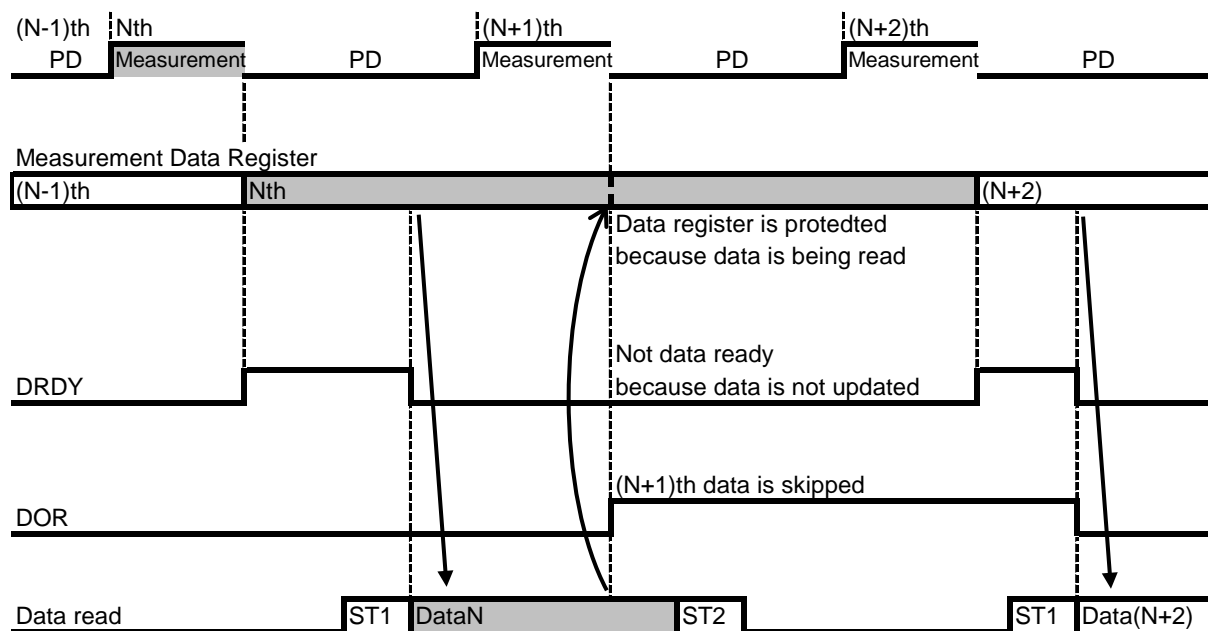 (N-1)th Nth (N+1)th (N+2)th
PD Measurement PD Measurement PD Measurement PD
Measurement Data Register
(N-1)th Nth (N+2)
Data register is protedted
because data is being read
Not data ready
DRDY because data is not updated
(N+1)th data is skipped
DOR
Data read ST1 DataN ST2 ST1 Data(N+2)